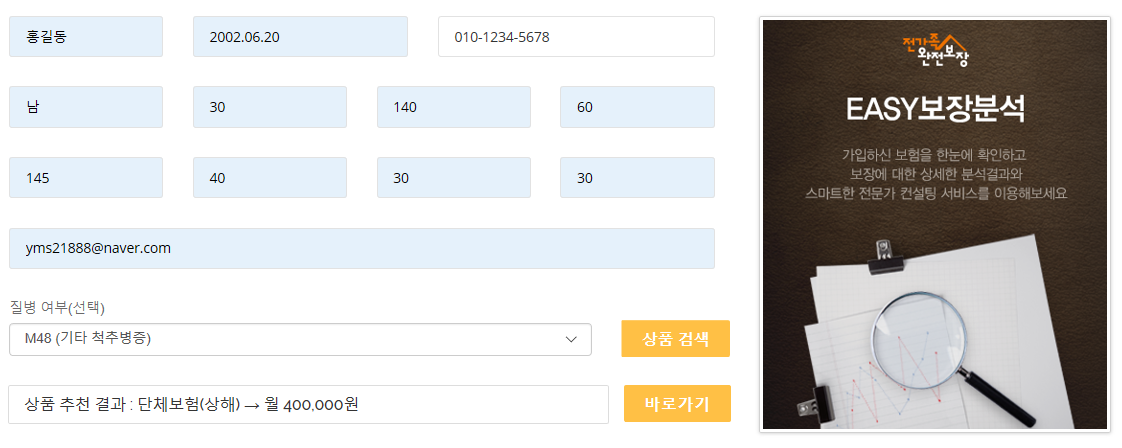 홍길동
2002.06.20
010-1234-5678
남
30
140
60
145
40
30
30
yms21888@naver.com
질병 여부(선택)
M48 (기타 척추병증)
상품 검색
상품 추천 결과 : 단체보험(상해) → 월 400,000원
바로가기
전가족
완전보장
EASY보장분석
가입하신 보험을 한눈에 확인하고
보장에 대한 상세한 분석결과와
스마트한 전문가 컨설팅 서비스를 이용해보세요